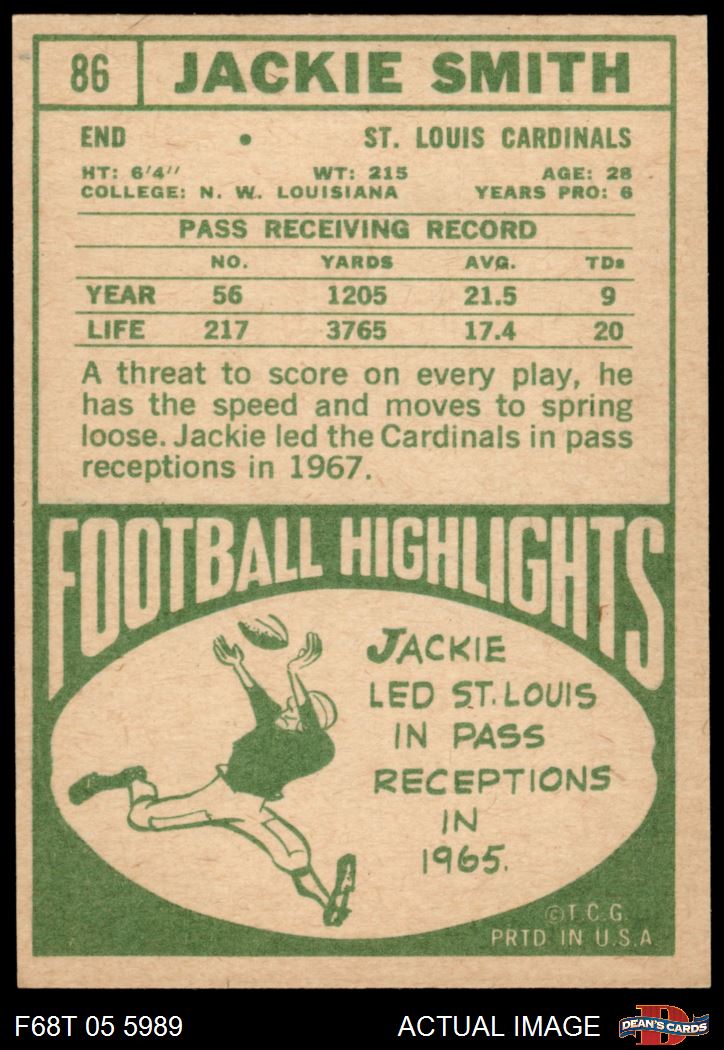 86 JACKIE SMITH
END • ST. LOUIS CARDINALS
HT: 6'4" WT: 215 AGE: 28
COLLEGE: N. W. LOUISIANA YEARS PRO: 6
PASS RECEIVING RECORD
NO. YARDS AVG. TDs
YEAR 56 1205 21.5 9
LIFE 217 3765 17.4 20
A threat to score on every play, he
has the speed and moves to spring
loose. Jackie led the Cardinals in pass
receptions in 1967.
FOOTBALL HIGHLIGHTS
JACKIE
LED ST. LOUIS
IN PASS
RECEPTIONS
IN
1965.
©T.C.G.
PRTD IN U.S.A
F68T 05 5989 ACTUAL IMAGE D DEAN'S CARDS